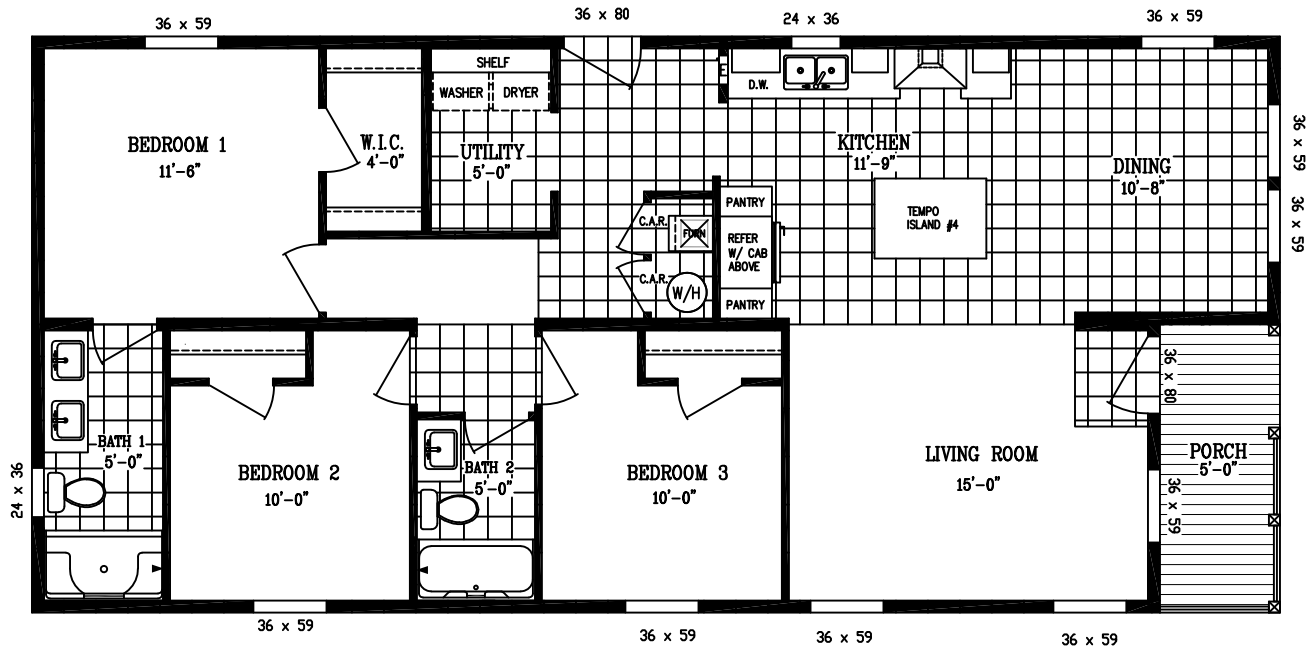 36 x 59
36 x 80
24 x 36
36 x 59
SHELF
WASHER
DRYER
D.W.
BEDROOM 1
11'-6"
W.I.C.
4'-0"
UTILITY
5'-0"
KITCHEN
11'-9"
DINING
10'-8"
36 x 59
36 x 59
PANTRY
C.A.R.
FURN
REFER
W/ CAB
ABOVE
TEMPO
ISLAND #4
C.A.R.
W/H
PANTRY
36 x 80
BATH 1
5'-0"
BEDROOM 2
10'-0"
BATH 2
5'-0"
BEDROOM 3
10'-0"
LIVING ROOM
15'-0"
PORCH
5'-0"
24 x 36
36 x 59
36 x 59
36 x 59
36 x 59
36 x 59